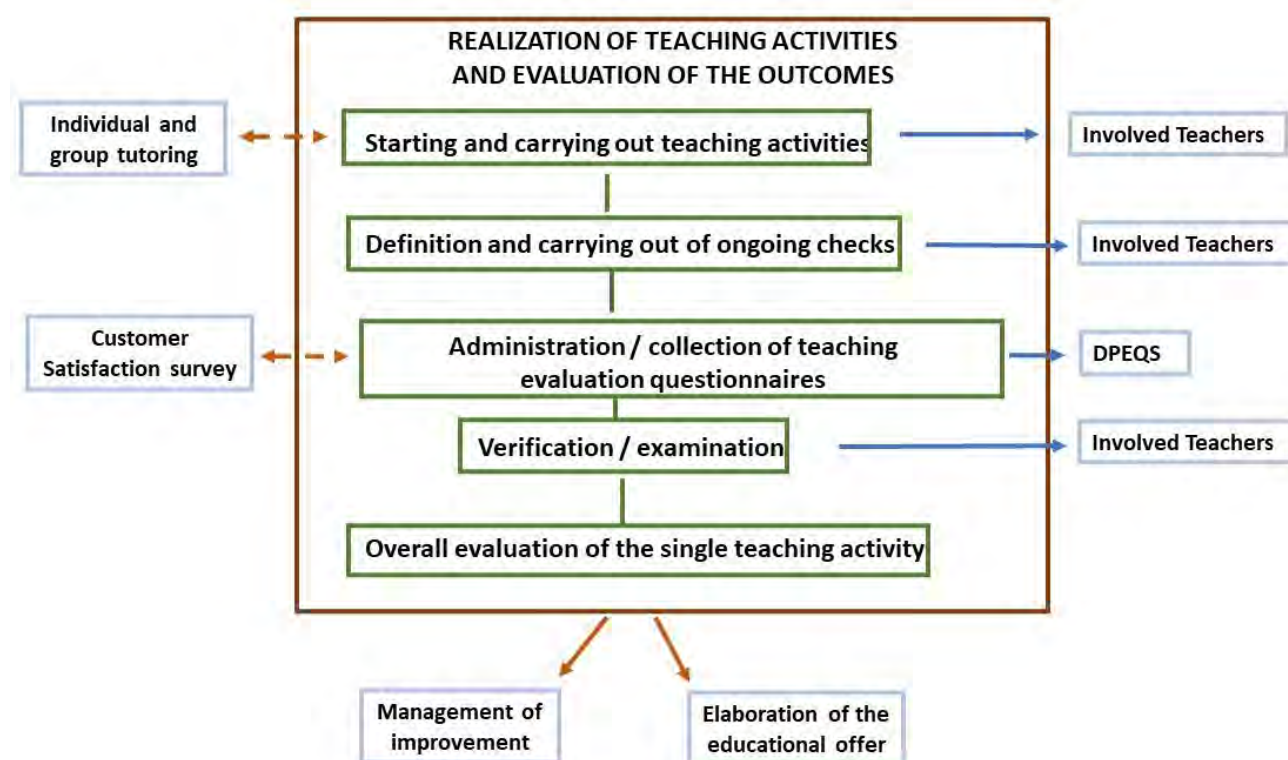 REALIZATION OF TEACHING ACTIVITIES
AND EVALUATION OF THE OUTCOMES
Individual and
group tutoring
Starting and carrying out teaching activities
Involved Teachers
Definition and carrying out of ongoing checks
Involved Teachers
Customer
Satisfaction survey
Administration / collection of teaching
evaluation questionnaires
DPEQS
Verification / examination
Involved Teachers
Overall evaluation of the single teaching activity
Management of
improvement
Elaboration of the
educational offer